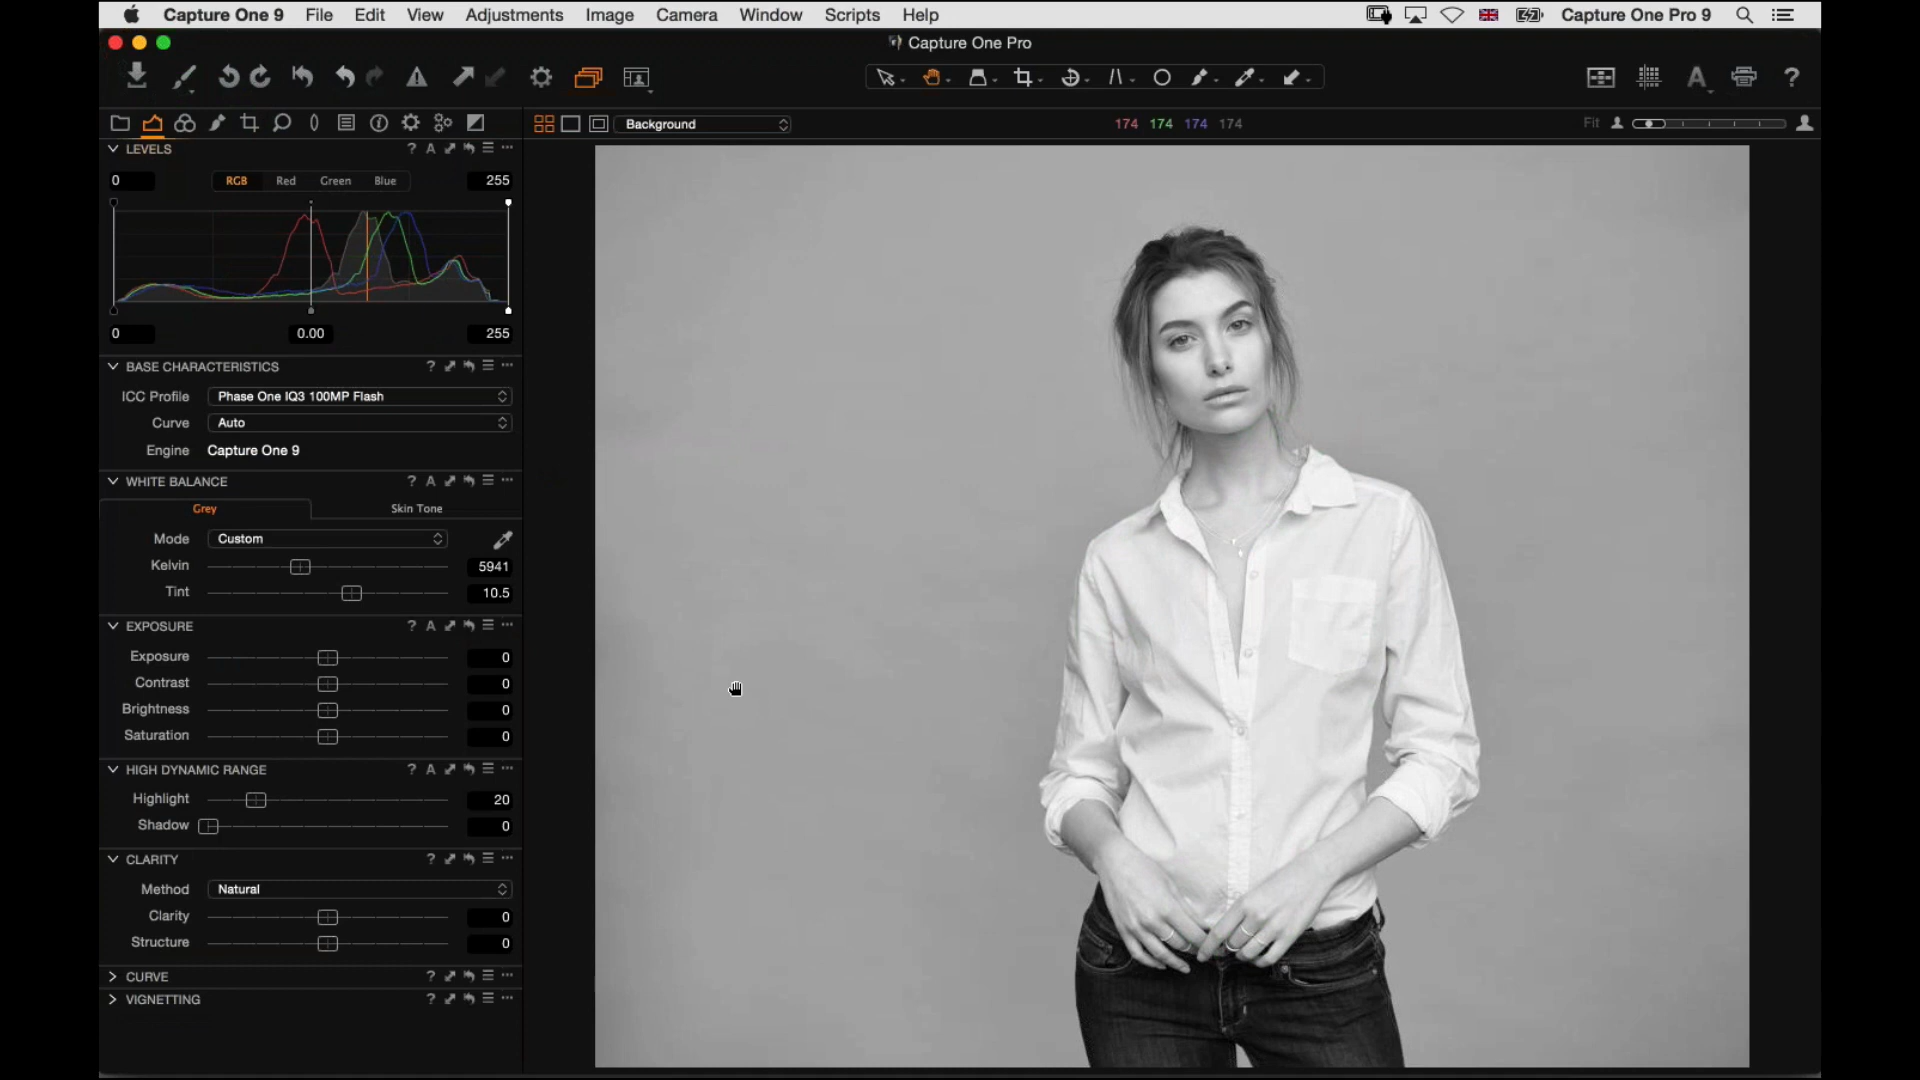 Capture One 9 File Edit View Adjustments Image Camera Window Scripts Help Capture One Pro 9
Capture One Pro
A ?
Background 174 174 174 174 Fit
LEVELS ? A
0 RGB Red Green Blue 255
0 0.00 255
BASE CHARACTERISTICS ?
ICC Profile Phase One IQ3 100MP Flash
Curve Auto
Engine Capture One 9
WHITE BALANCE ? A
Grey Skin Tone
Mode Custom
Kelvin 5941
Tint 10.5
EXPOSURE ? A
Exposure 0
Contrast 0
Brightness 0
Saturation 0
HIGH DYNAMIC RANGE ? A
Highlight 20
Shadow 0
CLARITY ?
Method Natural
Clarity 0
Structure 0
CURVE ?
VIGNETTING ?